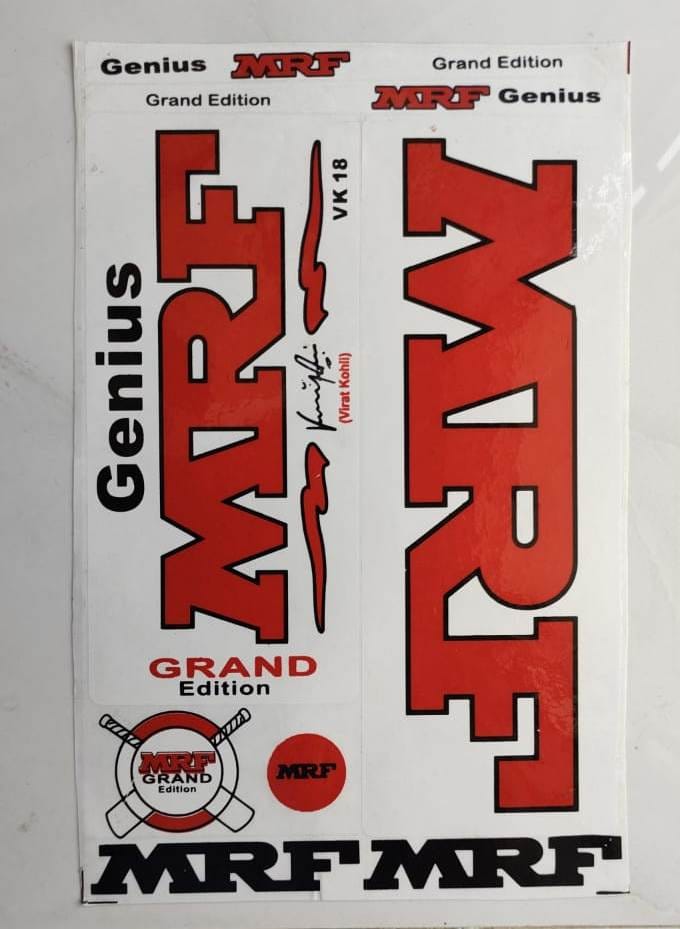 Genius MRF
Grand Edition
Grand Edition
MRF Genius
Genius
MRF
VK 18
(Virat Kohli)
GRAND
Edition
MRF
MRF
GRAND
Edition
MRF
MRF MRF